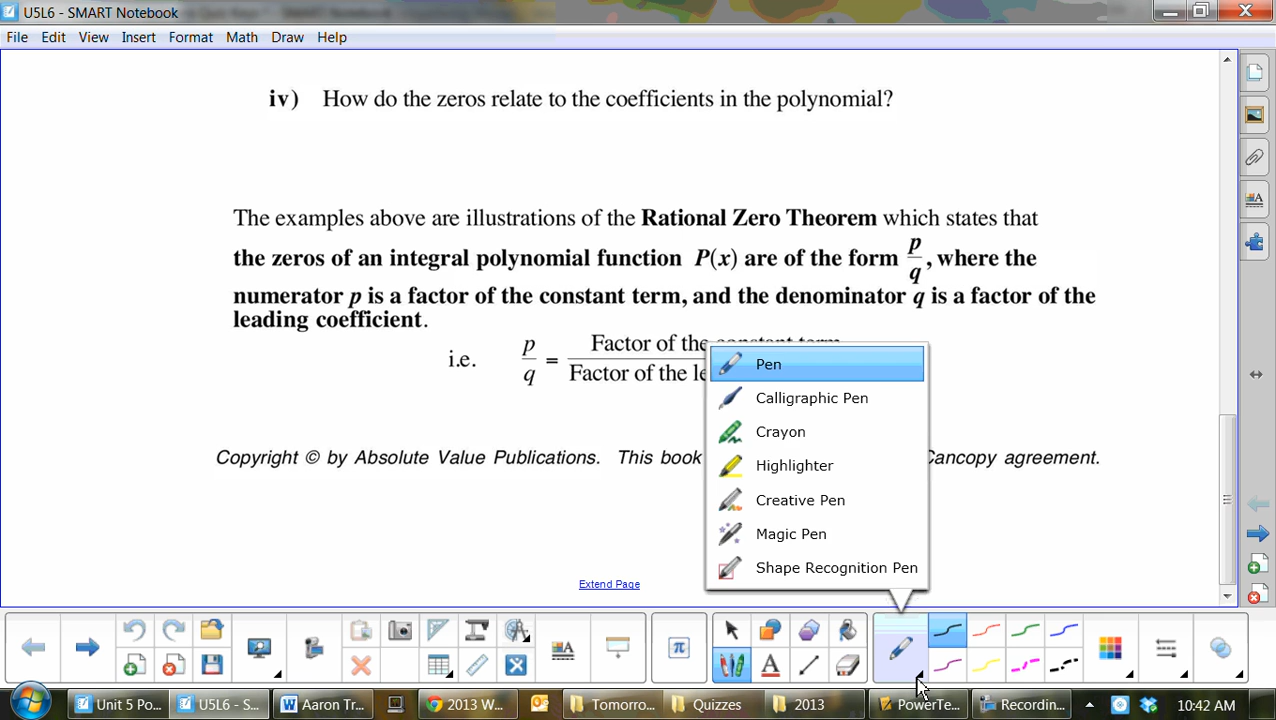 U5L6 - SMART Notebook
File Edit View Insert Format Math Draw Help
iv) How do the zeros relate to the coefficients in the polynomial?
The examples above are illustrations of the Rational Zero Theorem which states that
the zeros of an integral polynomial function P(x) are of the form p/q, where the
numerator p is a factor of the constant term, and the denominator q is a factor of the
leading coefficient.
i.e. p/q = Factor of the constant term / Factor of the le
Copyright © by Absolute Value Publications. This book Cancopy agreement.
Pen
Calligraphic Pen
Crayon
Highlighter
Creative Pen
Magic Pen
Shape Recognition Pen
Extend Page
π
A
Unit 5 Po... U5L6 - S... Aaron Tr... 2013 W... Tomorro... Quizzes 2013 PowerTe... Recordin... 10:42 AM